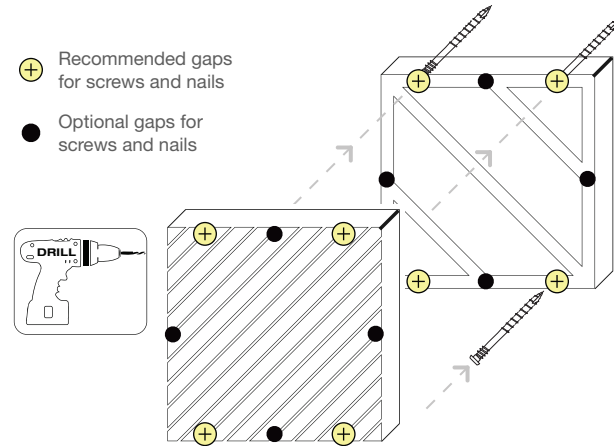 Recommended gaps
for screws and nails
Optional gaps for
screws and nails
DRILL